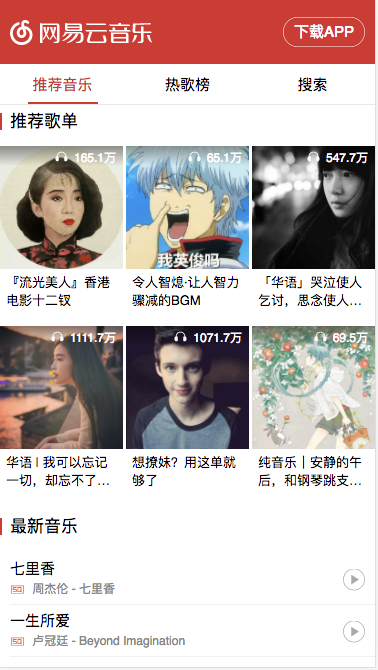 网易云音乐
下载APP
推荐音乐
热歌榜
搜索
推荐歌单
165.1万
65.1万
547.7万
我英俊吗
『流光美人』香港
电影十二钗
令人智熄·让人智力
骤减的BGM
「华语」哭泣使人
乞讨，思念使人…
1111.7万
1071.7万
69.5万
华语 | 我可以忘记
一切，却忘不了…
想撩妹？用这单就
够了
纯音乐｜安静的午
后，和钢琴跳支…
最新音乐
七里香
SQ 周杰伦 - 七里香
一生所爱
SQ 卢冠廷 - Beyond Imagination